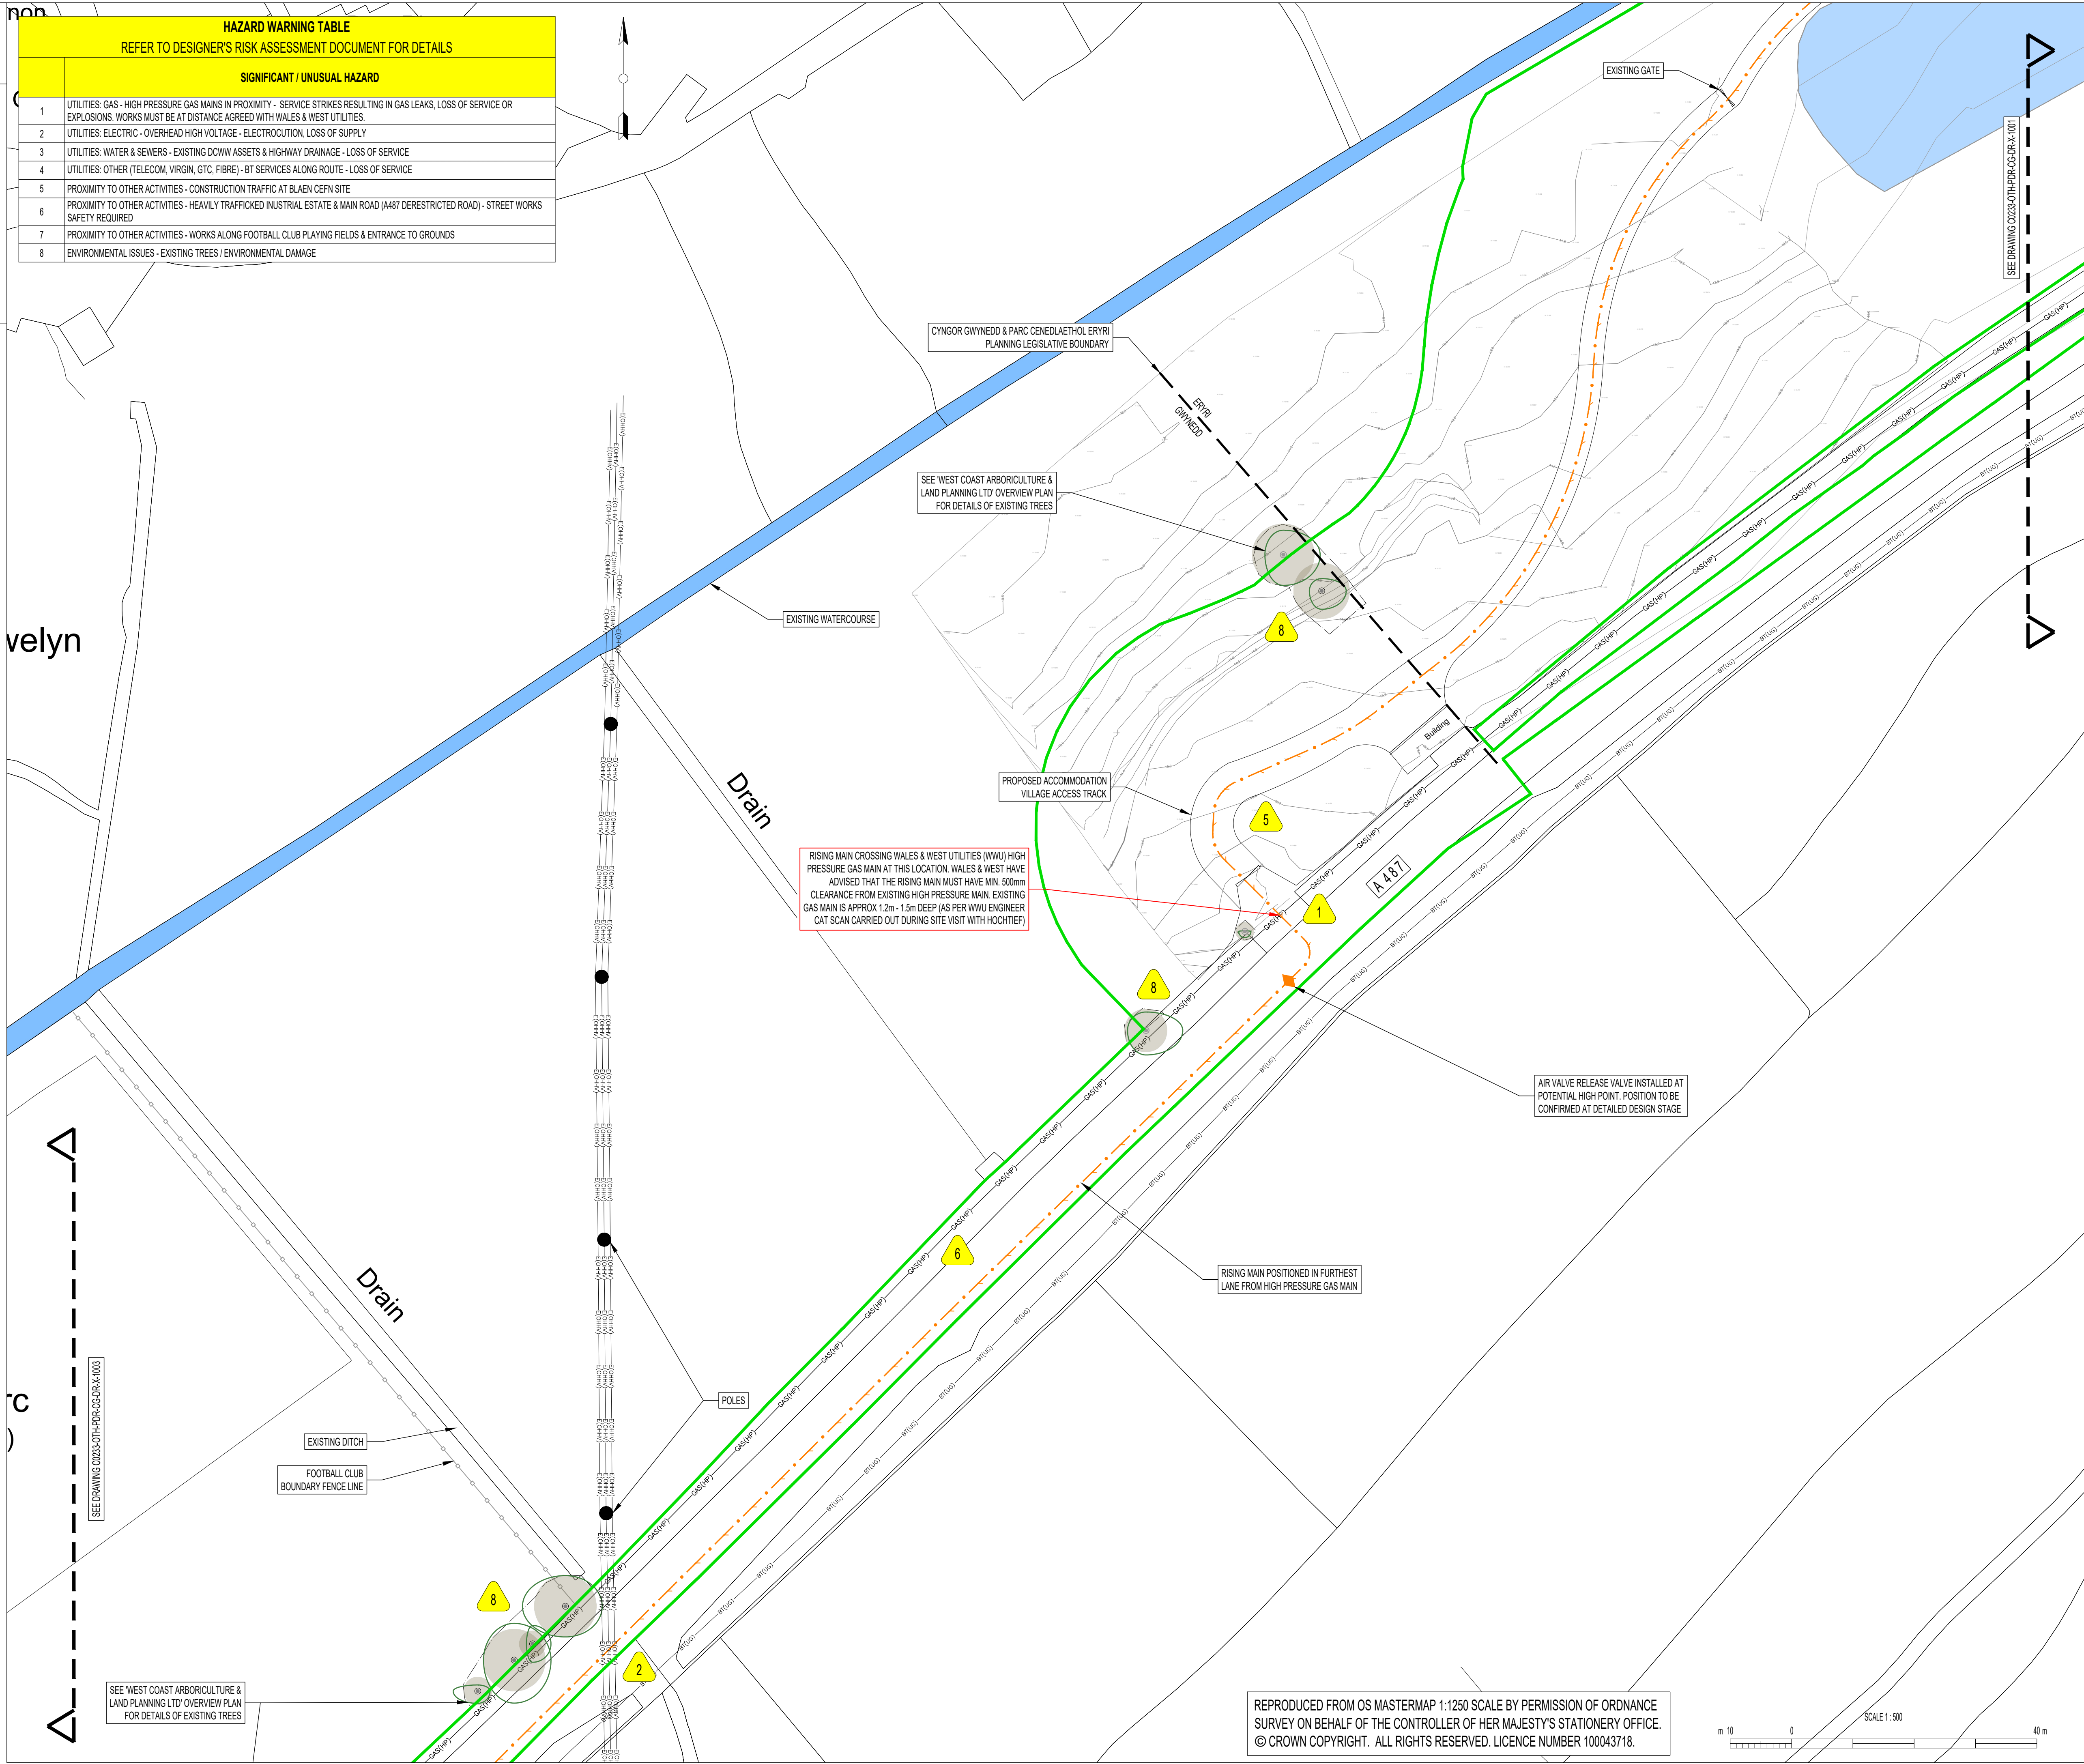 non
HAZARD WARNING TABLE
REFER TO DESIGNER'S RISK ASSESSMENT DOCUMENT FOR DETAILS
SIGNIFICANT / UNUSUAL HAZARD
1 UTILITIES: GAS - HIGH PRESSURE GAS MAINS IN PROXIMITY - SERVICE STRIKES RESULTING IN GAS LEAKS, LOSS OF SERVICE OR
EXPLOSIONS. WORKS MUST BE AT DISTANCE AGREED WITH WALES & WEST UTILITIES.
2 UTILITIES: ELECTRIC - OVERHEAD HIGH VOLTAGE - ELECTROCUTION, LOSS OF SUPPLY
3 UTILITIES: WATER & SEWERS - EXISTING DCWW ASSETS & HIGHWAY DRAINAGE - LOSS OF SERVICE
4 UTILITIES: OTHER (TELECOM, VIRGIN, GTC, FIBRE) - BT SERVICES ALONG ROUTE - LOSS OF SERVICE
5 PROXIMITY TO OTHER ACTIVITIES - CONSTRUCTION TRAFFIC AT BLAEN CEFN SITE
6 PROXIMITY TO OTHER ACTIVITIES - HEAVILY TRAFFICKED INUSTRIAL ESTATE & MAIN ROAD (A487 DERESTRICTED ROAD) - STREET WORKS
SAFETY REQUIRED
7 PROXIMITY TO OTHER ACTIVITIES - WORKS ALONG FOOTBALL CLUB PLAYING FIELDS & ENTRANCE TO GROUNDS
8 ENVIRONMENTAL ISSUES - EXISTING TREES / ENVIRONMENTAL DAMAGE
EXISTING GATE
SEE DRAWING C0233-OTH-PDR-CG-DR-X-1001
CYNGOR GWYNEDD & PARC CENEDLAETHOL ERYRI
PLANNING LEGISLATIVE BOUNDARY
ERYRI
GWYNEDD
SEE 'WEST COAST ARBORICULTURE &
LAND PLANNING LTD' OVERVIEW PLAN
FOR DETAILS OF EXISTING TREES
EXISTING WATERCOURSE
8
welyn
Building
Drain
PROPOSED ACCOMMODATION
VILLAGE ACCESS TRACK
5
RISING MAIN CROSSING WALES & WEST UTILITIES (WWU) HIGH
PRESSURE GAS MAIN AT THIS LOCATION. WALES & WEST HAVE
ADVISED THAT THE RISING MAIN MUST HAVE MIN. 500mm
CLEARANCE FROM EXISTING HIGH PRESSURE MAIN. EXISTING
GAS MAIN IS APPROX 1.2m - 1.5m DEEP (AS PER WWU ENGINEER
CAT SCAN CARRIED OUT DURING SITE VISIT WITH HOCHTIEF)
A 487
1
8
GAS(HP)
BT(UG)
E(OHHV)
AIR VALVE RELEASE VALVE INSTALLED AT
POTENTIAL HIGH POINT. POSITION TO BE
CONFIRMED AT DETAILED DESIGN STAGE
6
RISING MAIN POSITIONED IN FURTHEST
LANE FROM HIGH PRESSURE GAS MAIN
Drain
POLES
rc
)
SEE DRAWING C0233-OTH-PDR-CG-DR-X-1003
EXISTING DITCH
FOOTBALL CLUB
BOUNDARY FENCE LINE
8
2
SEE 'WEST COAST ARBORICULTURE &
LAND PLANNING LTD' OVERVIEW PLAN
FOR DETAILS OF EXISTING TREES
REPRODUCED FROM OS MASTERMAP 1:1250 SCALE BY PERMISSION OF ORDNANCE
SURVEY ON BEHALF OF THE CONTROLLER OF HER MAJESTY'S STATIONERY OFFICE.
© CROWN COPYRIGHT. ALL RIGHTS RESERVED. LICENCE NUMBER 100043718.
SCALE 1 : 500
m 10 0 40 m